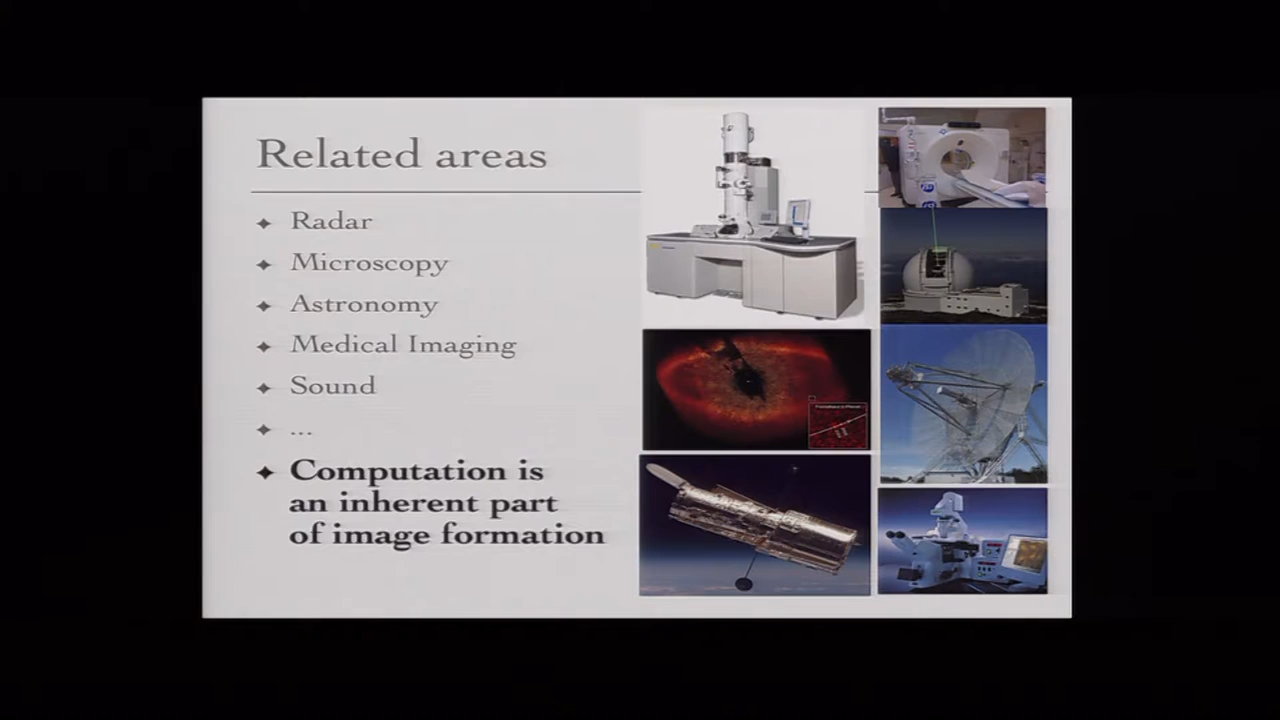 Related areas
Radar
Microscopy
Astronomy
Medical Imaging
Sound
...
Computation is
an inherent part
of image formation